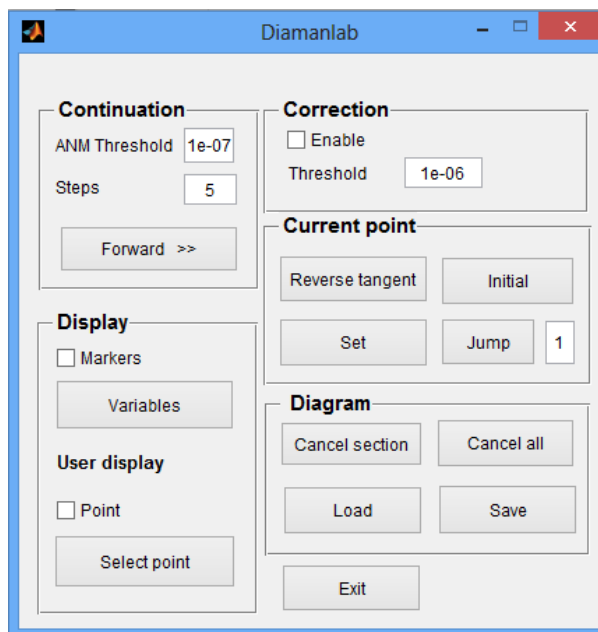 Diamanlab
Continuation
ANM Threshold 1e-07
Steps 5
Forward >>
Correction
Enable
Threshold 1e-06
Current point
Reverse tangent Initial
Set Jump 1
Display
Markers
Variables
User display
Point
Select point
Diagram
Cancel section Cancel all
Load Save
Exit